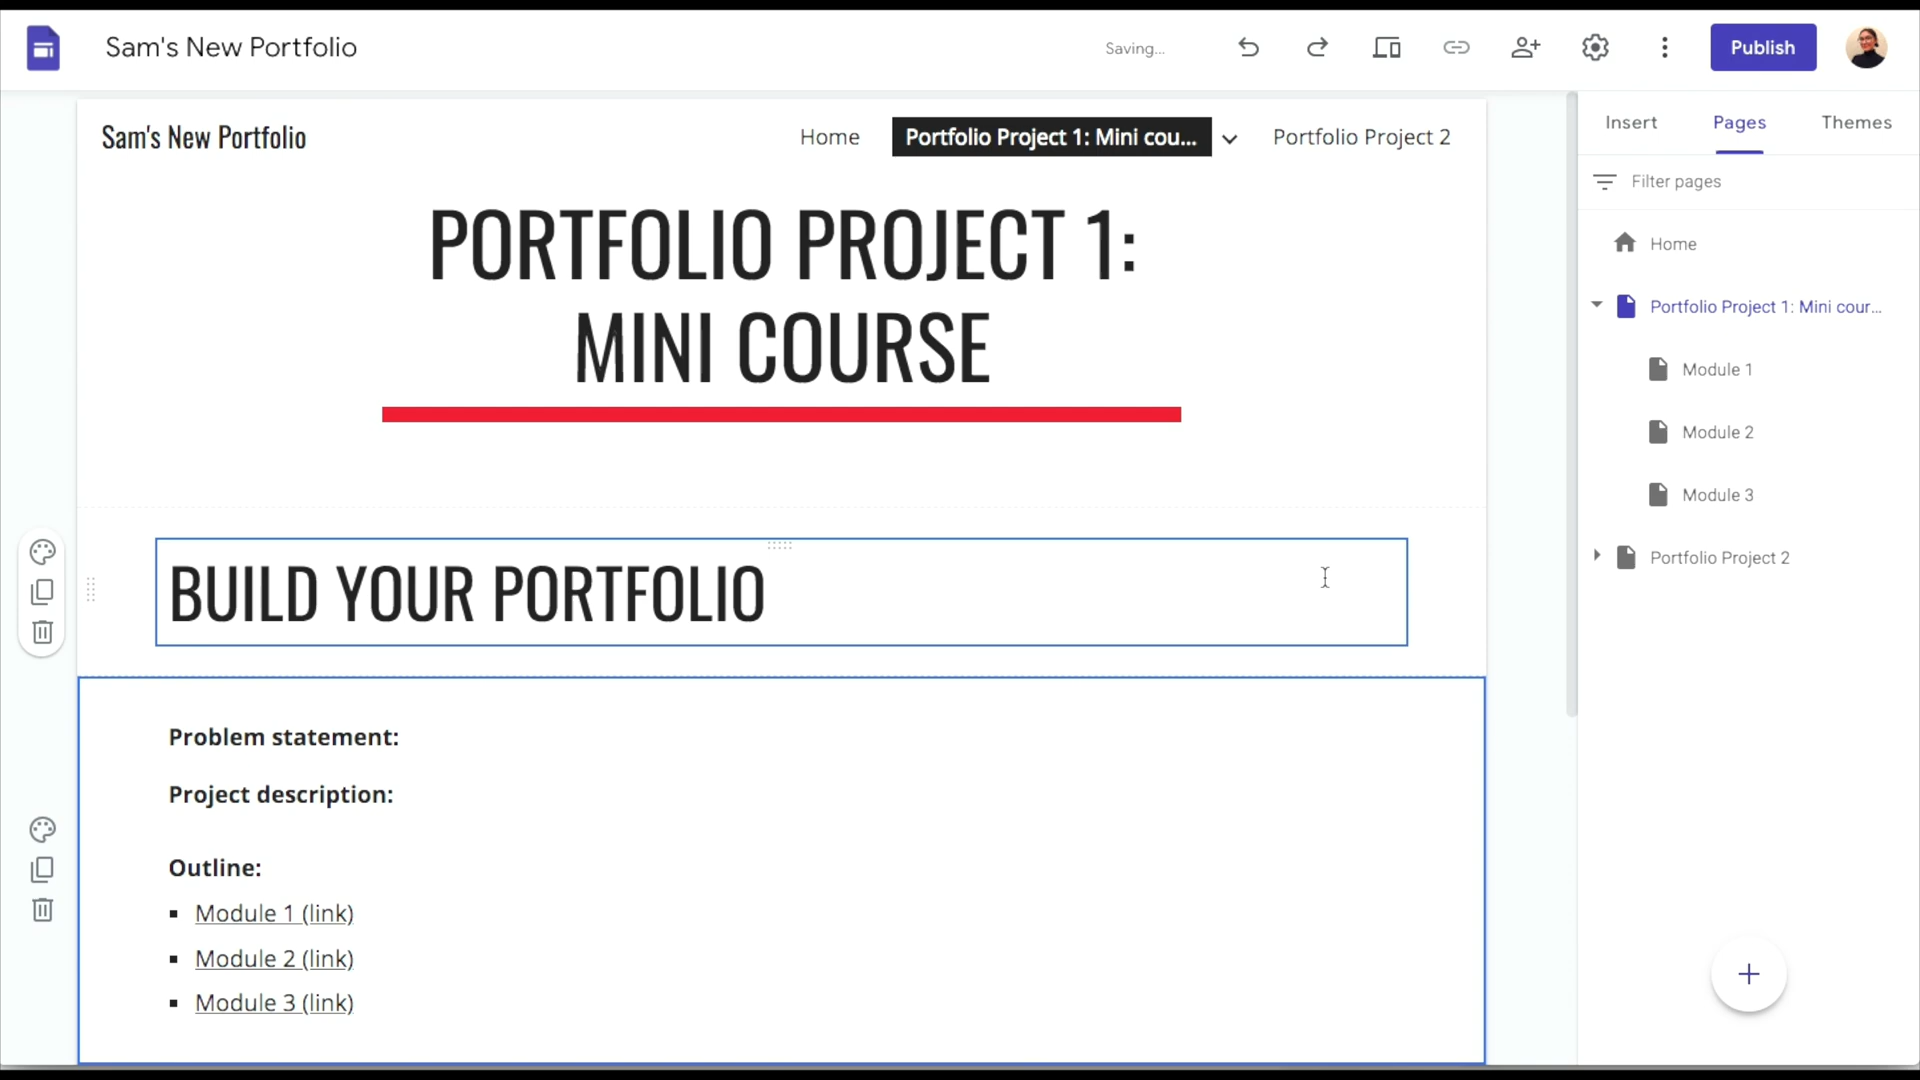 Sam's New Portfolio
Saving...
Publish
Insert
Pages
Themes
Sam's New Portfolio
Home
Portfolio Project 1: Mini cou...
Portfolio Project 2
PORTFOLIO PROJECT 1:
MINI COURSE
BUILD YOUR PORTFOLIO
Problem statement:
Project description:
Outline:
Module 1 (link)
Module 2 (link)
Module 3 (link)
Filter pages
Home
Portfolio Project 1: Mini cour...
Module 1
Module 2
Module 3
Portfolio Project 2